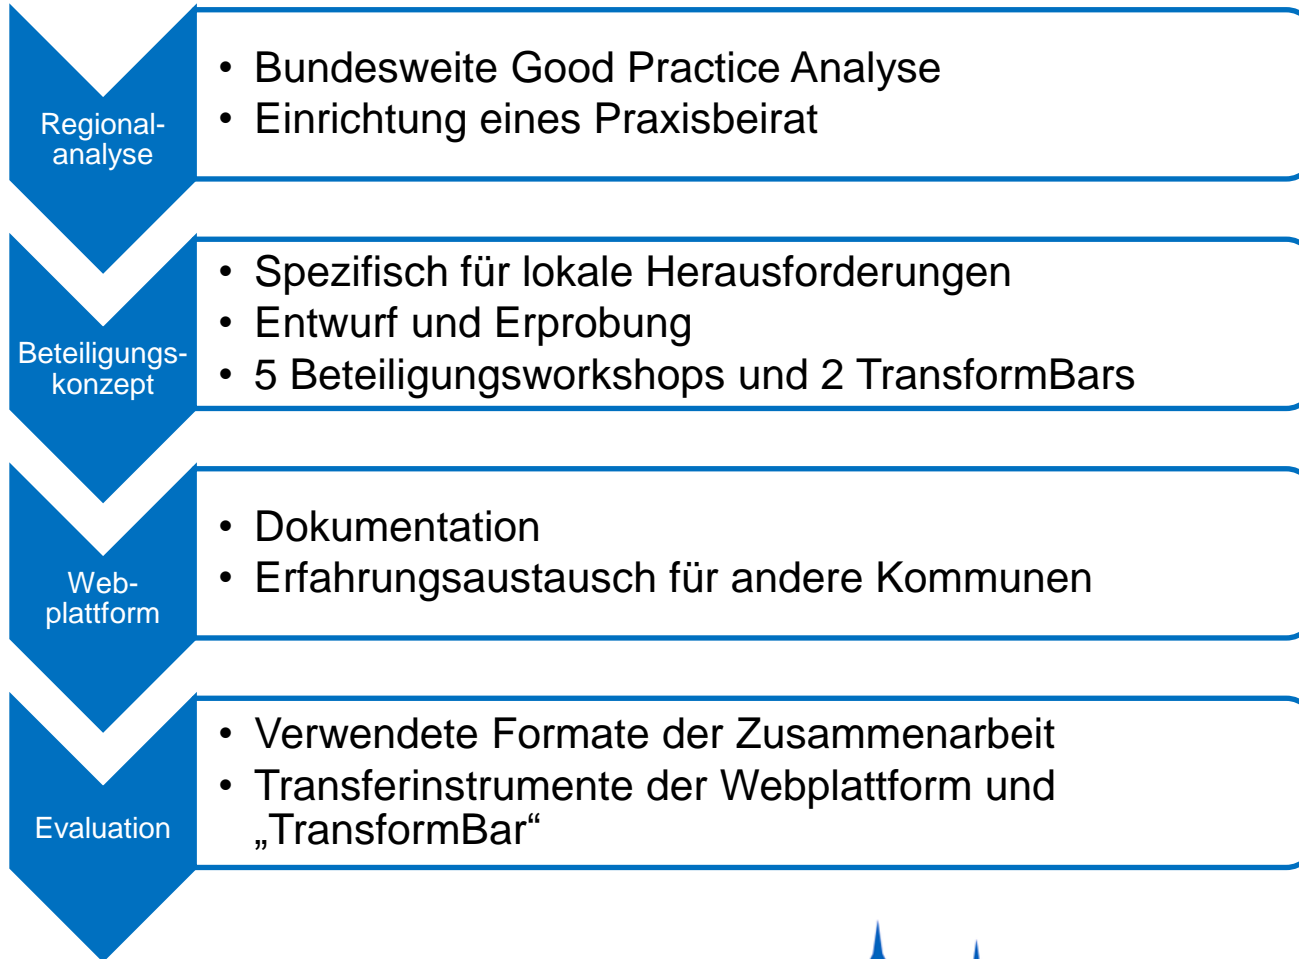 Regional-
analyse
• Bundesweite Good Practice Analyse
• Einrichtung eines Praxisbeirat
Beteiligungs-
konzept
• Spezifisch für lokale Herausforderungen
• Entwurf und Erprobung
• 5 Beteiligungsworkshops und 2 TransformBars
Web-
plattform
• Dokumentation
• Erfahrungsaustausch für andere Kommunen
Evaluation
• Verwendete Formate der Zusammenarbeit
• Transferinstrumente der Webplattform und
„TransformBar“